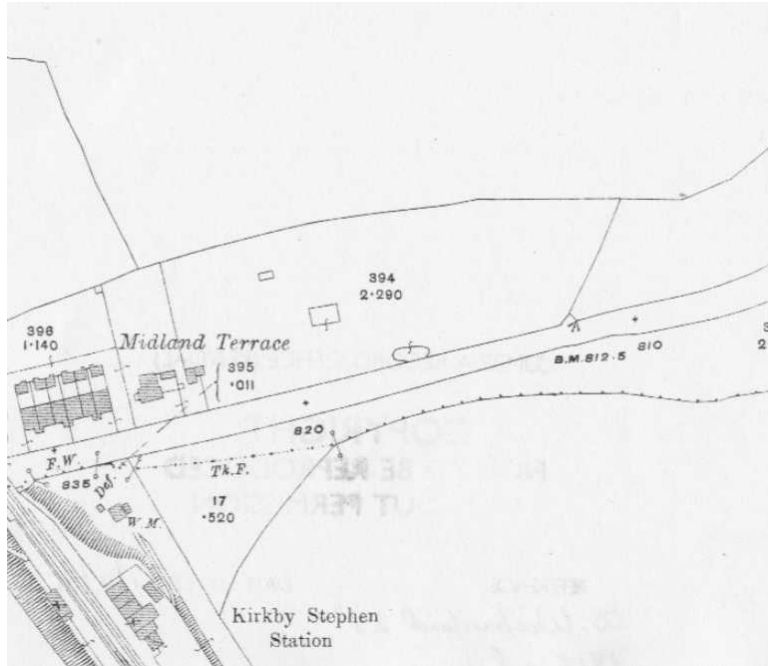 394
2·290
396
1·140
Midland Terrace
395
·011
810
B.M.812·5
820
F.W.
835
Def.
Tk.F.
17
·520
W.M.
Kirkby Stephen
Station